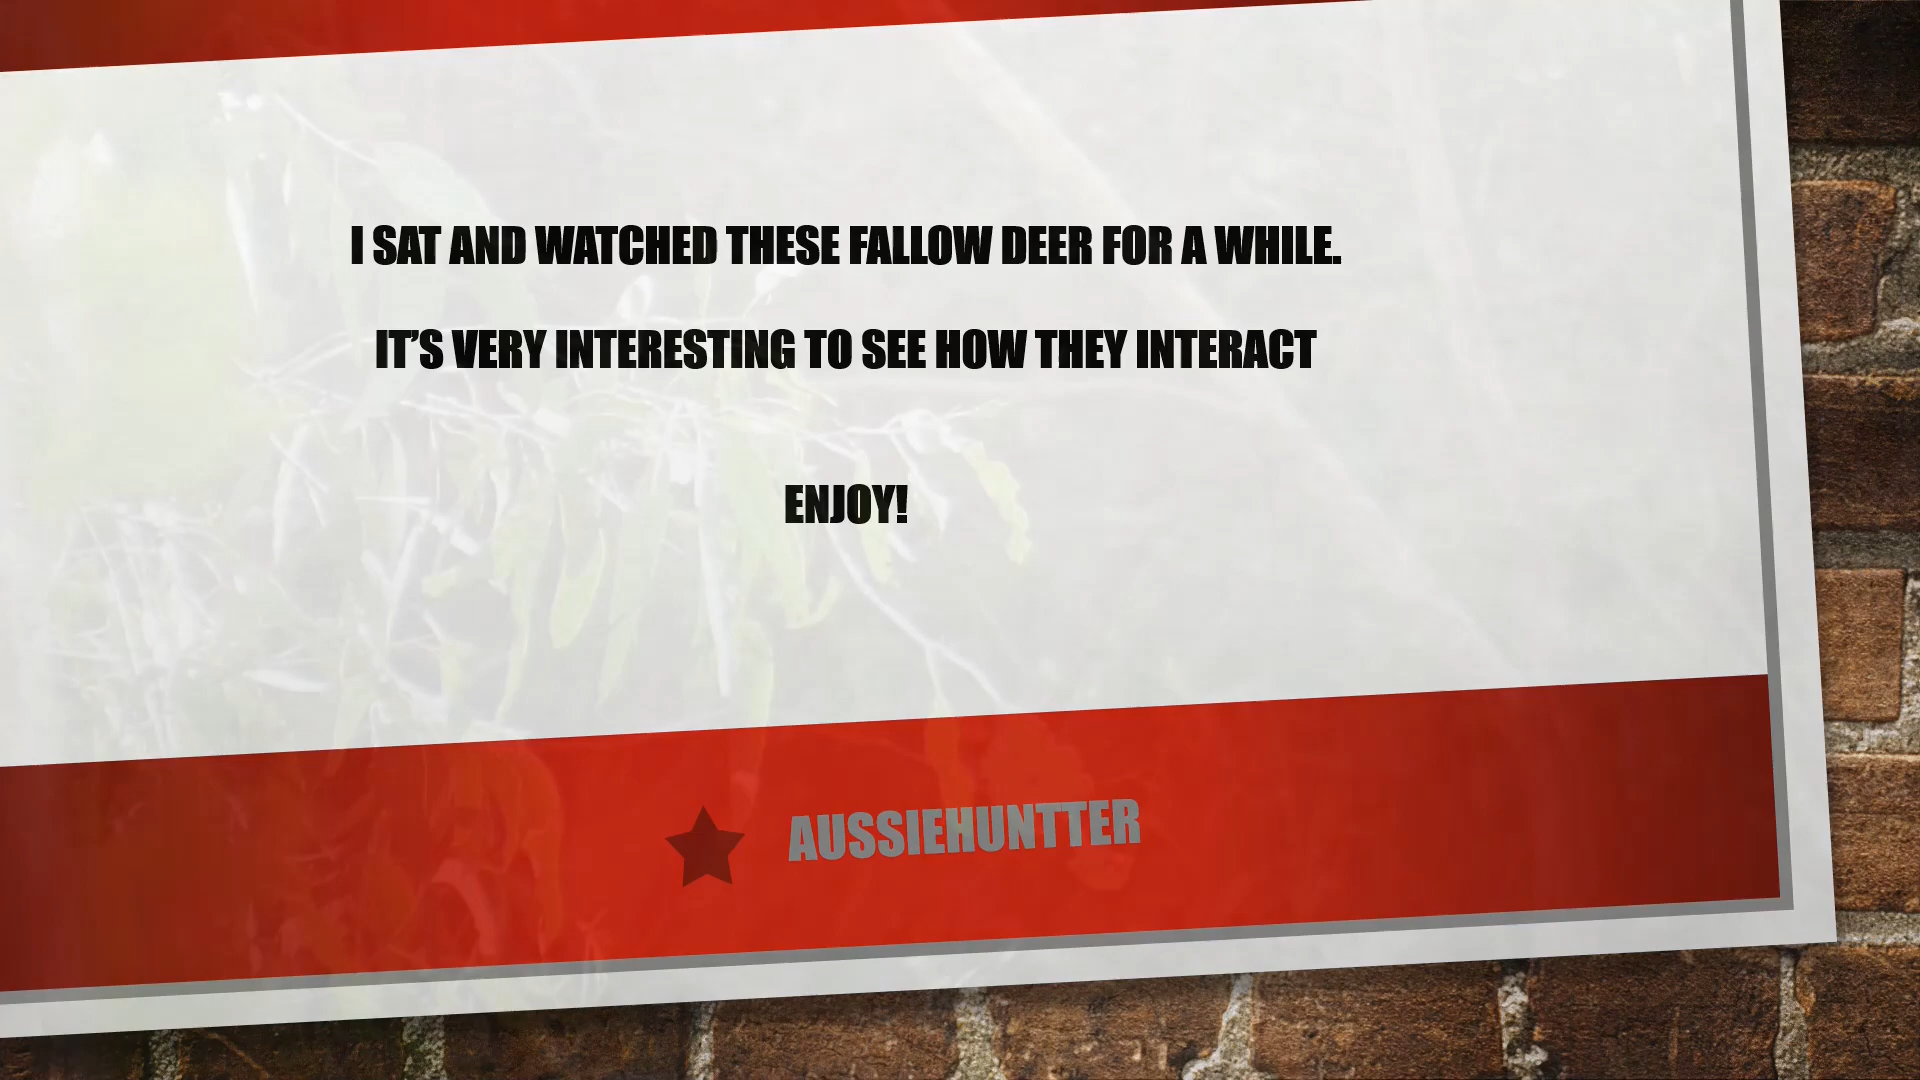 I SAT AND WATCHED THESE FALLOW DEER FOR A WHILE.
IT’S VERY INTERESTING TO SEE HOW THEY INTERACT
ENJOY!
AUSSIEHUNTTER